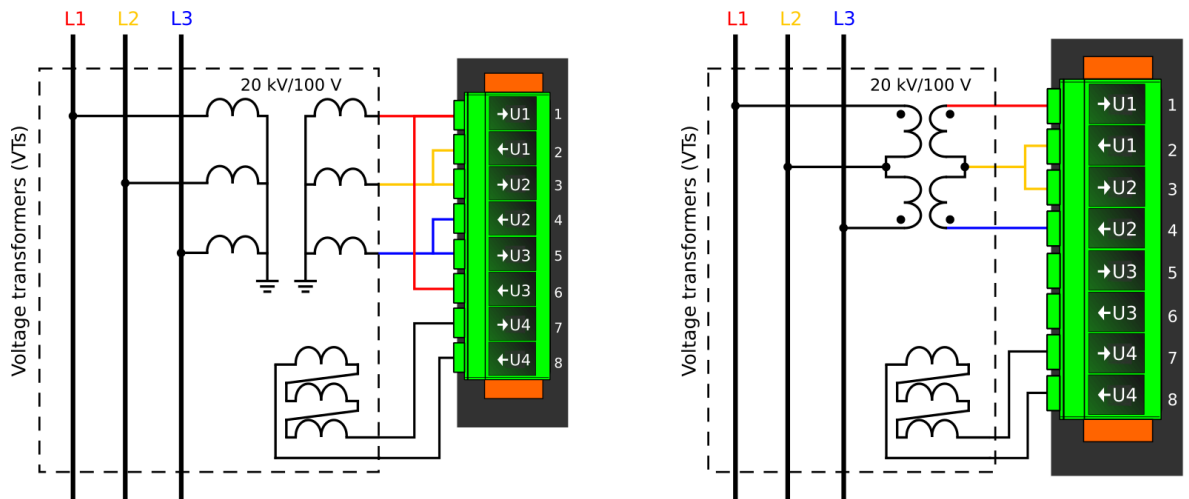 L1 L2 L3
20 kV/100 V
Voltage transformers (VTs)
→U1 1
←U1 2
→U2 3
←U2 4
→U3 5
←U3 6
→U4 7
←U4 8
L1 L2 L3
20 kV/100 V
Voltage transformers (VTs)
→U1 1
←U1 2
→U2 3
←U2 4
→U3 5
←U3 6
→U4 7
←U4 8